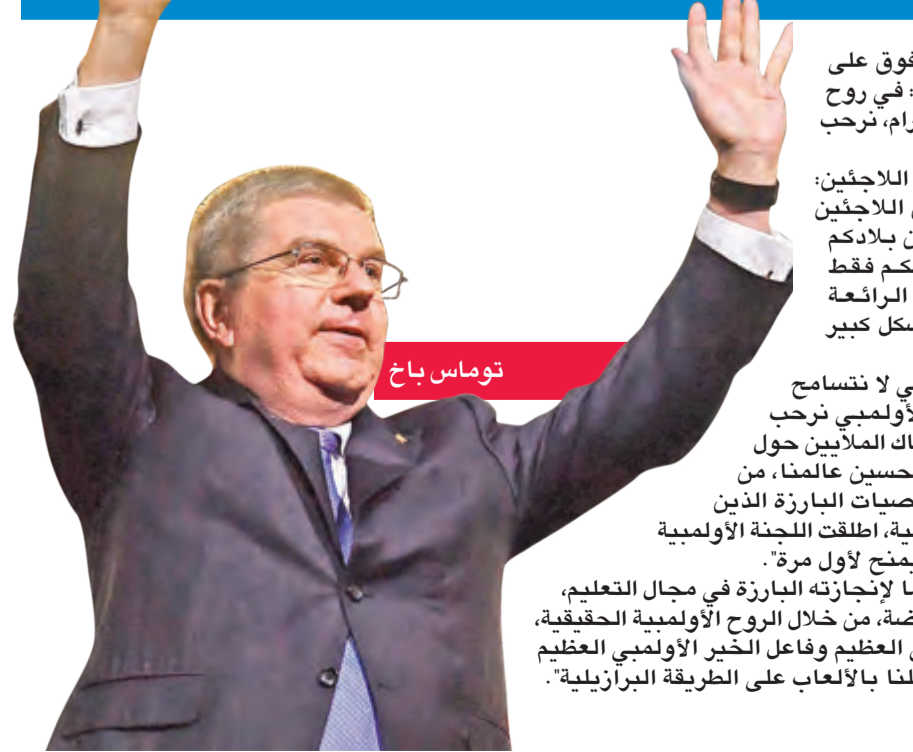 فوق على
: في روح
رام، نرحب
اللاجئين:
اللاجئين
ن بلادكم
كم فقط
الرائعة
شكل كبير
توماس باخ
ي لا نتسامح
لأولمبي نرحب
اك الملايين حول
حسين عالمنا، من
صيات البارزة الذين
ية، اطلقت اللجنة الأولمبية
يمنح لأول مرة".
ا لإنجازته البارزة في مجال التعليم،
ضة، من خلال الروح الأولمبية الحقيقية،
العظيم وفاعل الخير الأولمبي العظيم
لنا بالألعاب على الطريقة البرازيلية".